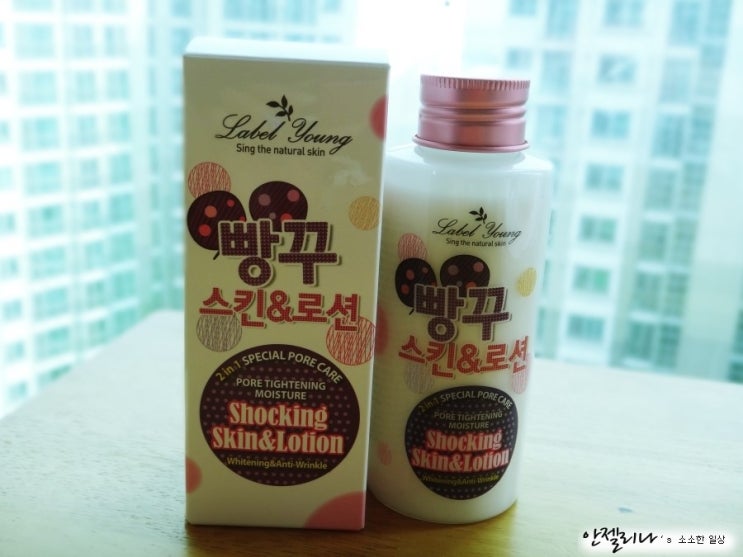 Label Young
Sing the natural skin
빵꾸
스킨&로션
2 in 1 SPECIAL PORE CARE
PORE TIGHTENING
MOISTURE
Shocking
Skin&Lotion
Whitening&Anti-Wrinkle
Label Young
Sing the natural skin
빵꾸
스킨&로션
2 in 1 SPECIAL PORE CARE
PORE TIGHTENING
MOISTURE
Shocking
Skin&Lotion
Whitening&Anti-Wrinkle
안젤리나's 소소한 일상